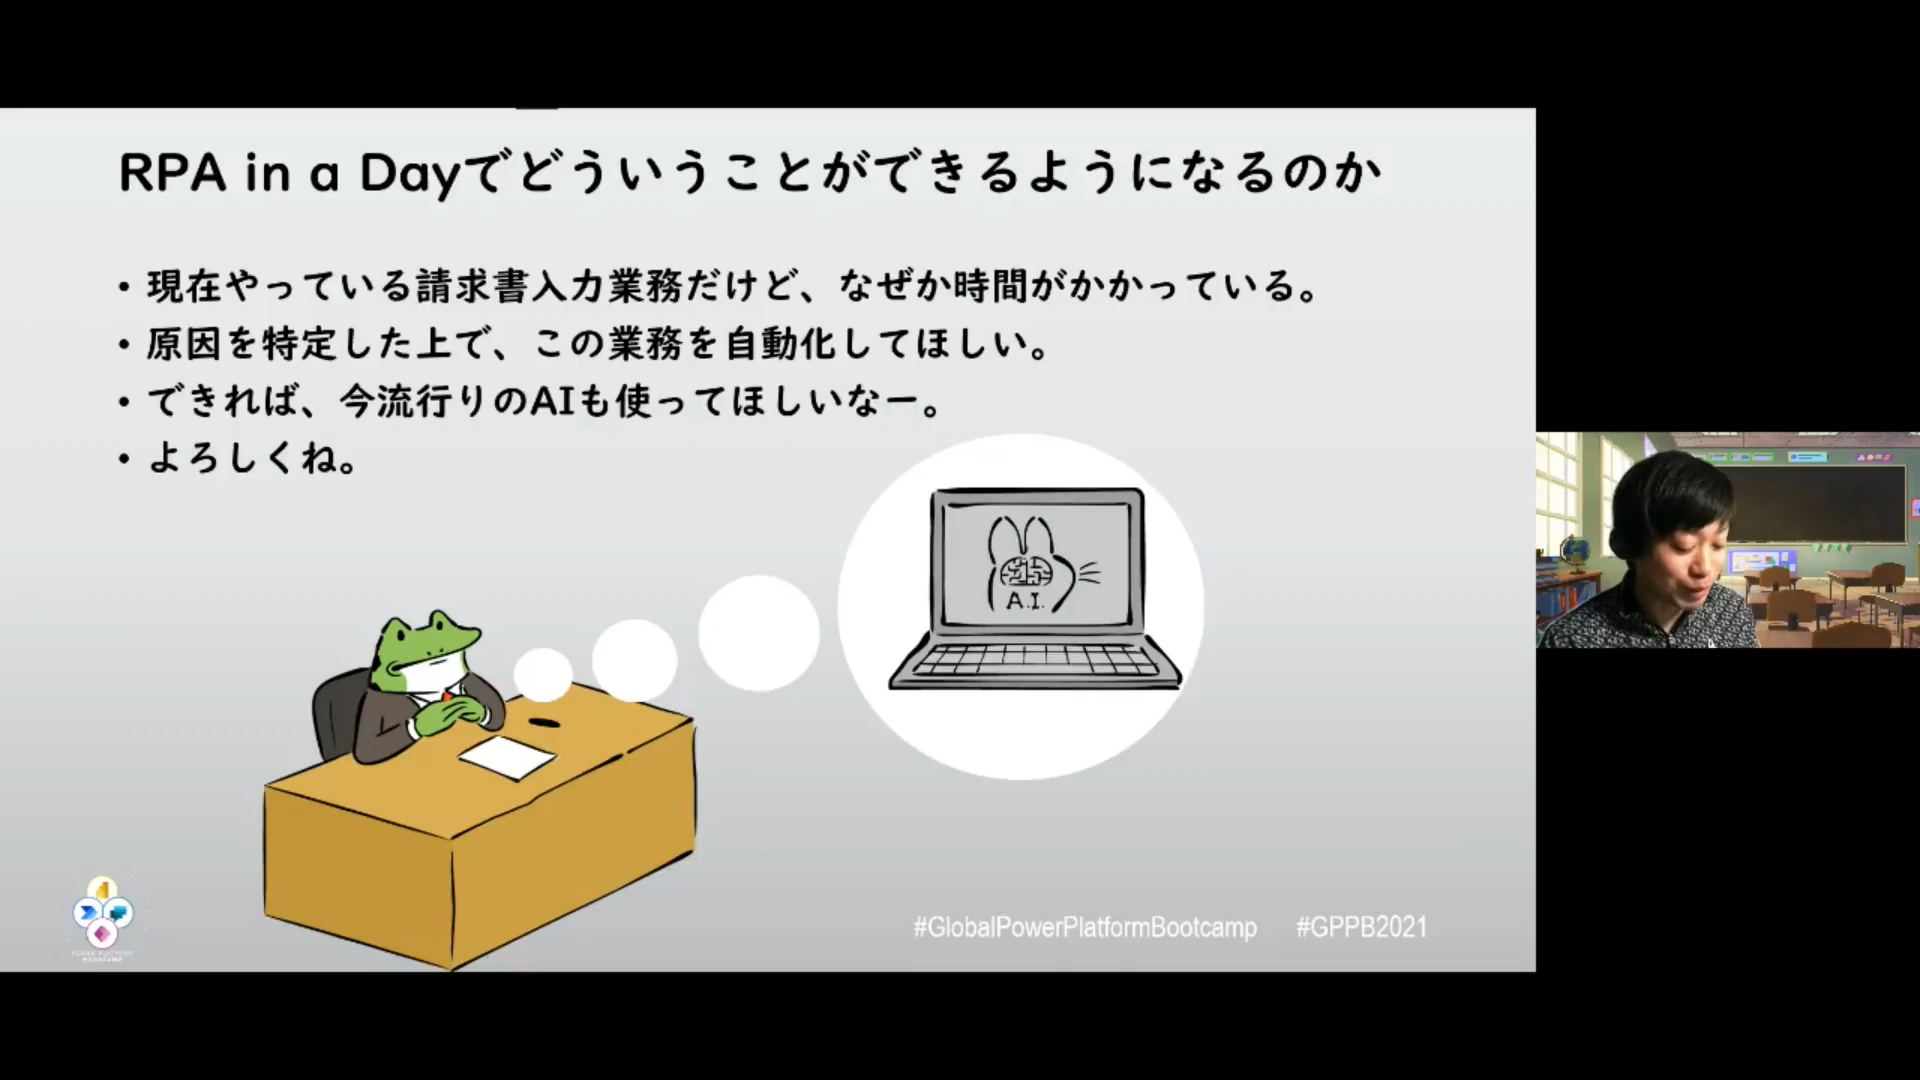 RPA in a Dayでどういうことができるようになるのか
• 現在やっている請求書入力業務だけど、なぜか時間がかかっている。
• 原因を特定した上で、この業務を自動化してほしい。
• できれば、今流行りのAIも使ってほしいなー。
• よろしくね。
A.I.
#GlobalPowerPlatformBootcamp #GPPB2021
POWER PLATFORM
BOOTCAMP